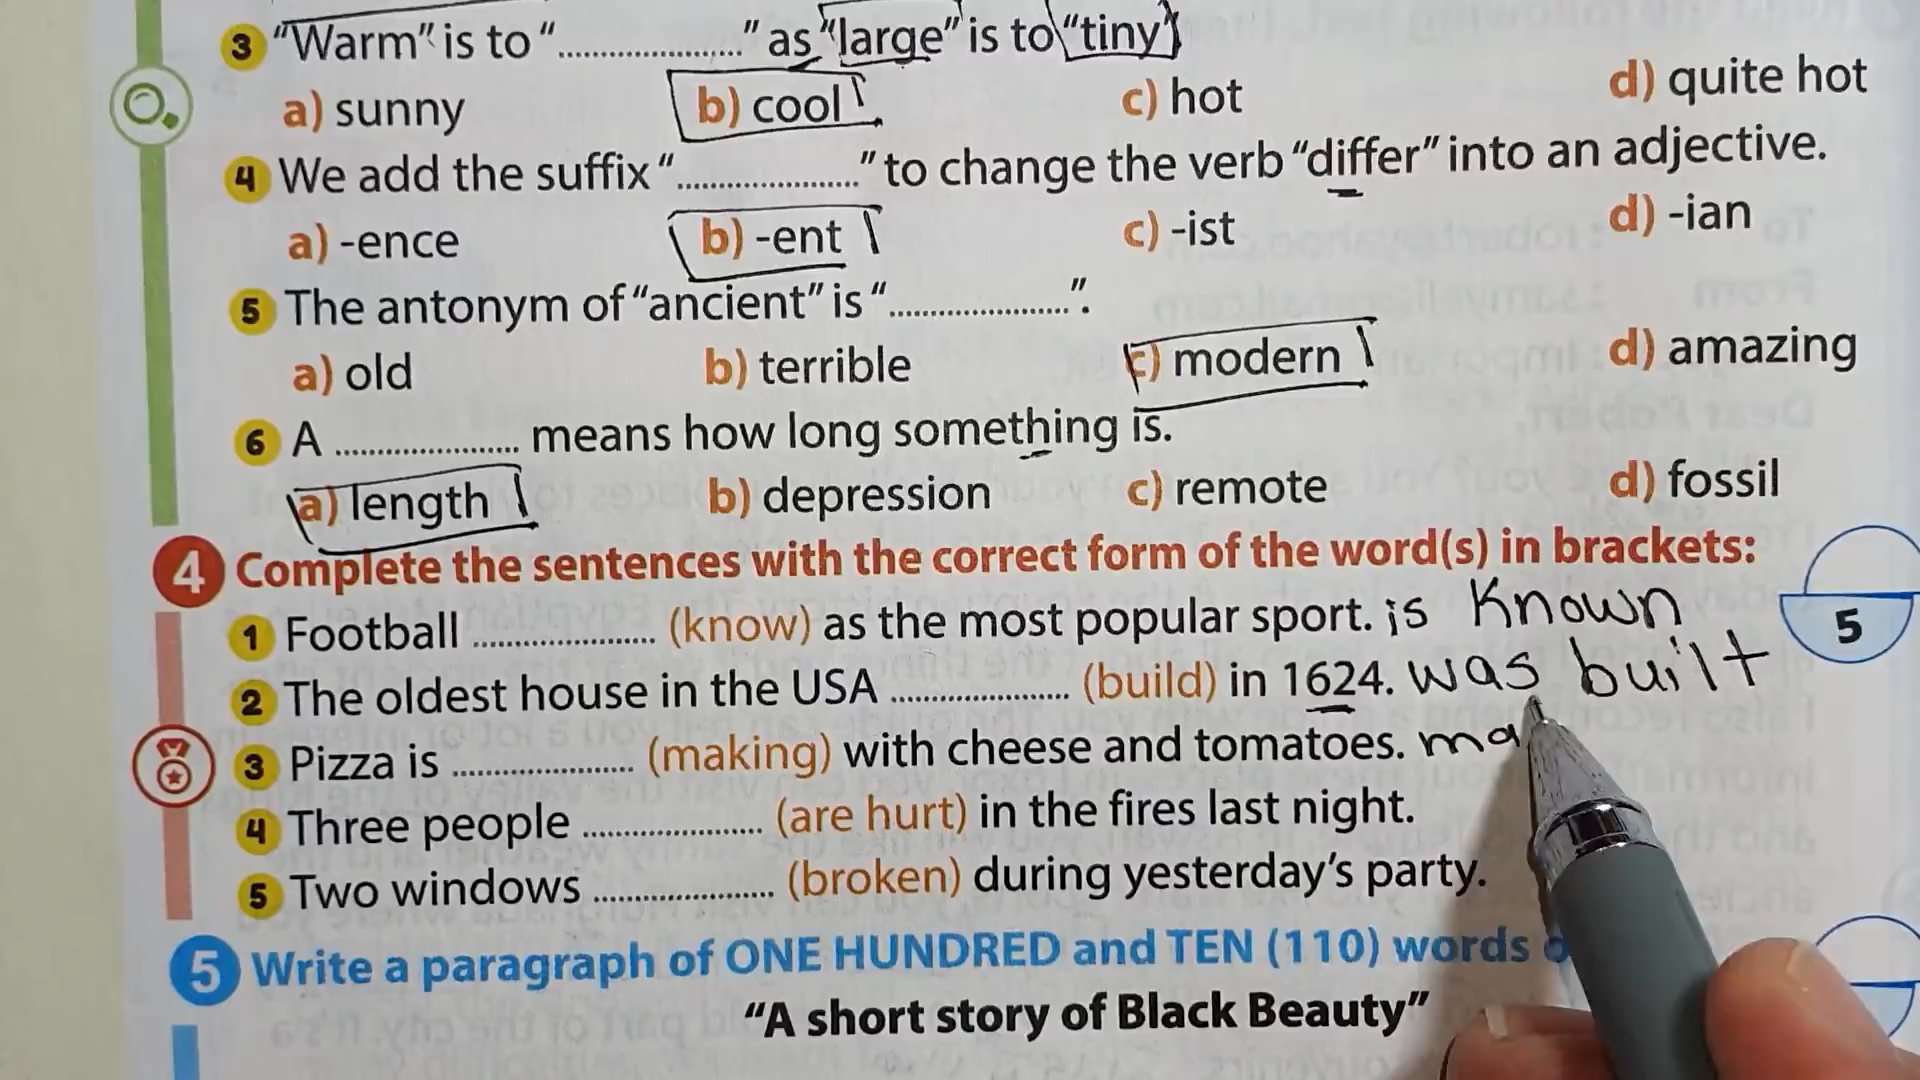 3 "Warm" is to "...................." as "large" is to "tiny"
a) sunny b) cool c) hot d) quite hot
4 We add the suffix "...................." to change the verb "differ" into an adjective.
a) -ence b) -ent c) -ist d) -ian
5 The antonym of "ancient" is "....................".
a) old b) terrible c) modern d) amazing
6 A .................... means how long something is.
a) length b) depression c) remote d) fossil
4 Complete the sentences with the correct form of the word(s) in brackets:
5
1 Football .................... (know) as the most popular sport. is Known
2 The oldest house in the USA .................... (build) in 1624. was built
3 Pizza is .................... (making) with cheese and tomatoes. ma
4 Three people .................... (are hurt) in the fires last night.
5 Two windows .................... (broken) during yesterday's party.
5 Write a paragraph of ONE HUNDRED and TEN (110) words
"A short story of Black Beauty"